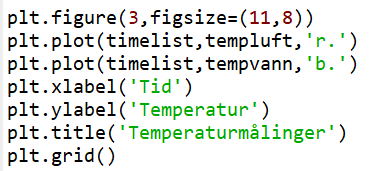 plt.figure(3,figsize=(11,8))
plt.plot(timelist,templuft,'r.')
plt.plot(timelist,tempvann,'b.')
plt.xlabel('Tid')
plt.ylabel('Temperatur')
plt.title('Temperaturmålinger')
plt.grid()